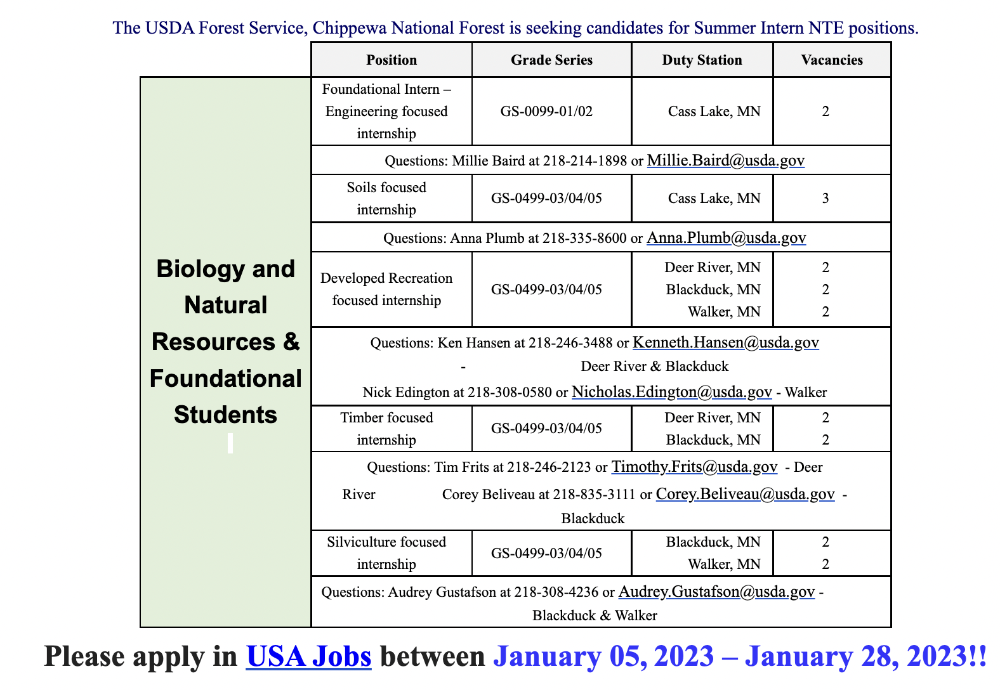 The USDA Forest Service, Chippewa National Forest is seeking candidates for Summer Intern NTE positions.
Position Grade Series Duty Station Vacancies
Biology and
Natural
Resources &
Foundational
Students
Foundational Intern –
Engineering focused
internship
GS-0099-01/02
Cass Lake, MN
2
Questions: Millie Baird at 218-214-1898 or Millie.Baird@usda.gov
Soils focused
internship
GS-0499-03/04/05
Cass Lake, MN
3
Questions: Anna Plumb at 218-335-8600 or Anna.Plumb@usda.gov
Developed Recreation
focused internship
GS-0499-03/04/05
Deer River, MN 2
Blackduck, MN 2
Walker, MN 2
Questions: Ken Hansen at 218-246-3488 or Kenneth.Hansen@usda.gov
- Deer River & Blackduck
Nick Edington at 218-308-0580 or Nicholas.Edington@usda.gov - Walker
Timber focused
internship
GS-0499-03/04/05
Deer River, MN 2
Blackduck, MN 2
Questions: Tim Frits at 218-246-2123 or Timothy.Frits@usda.gov - Deer
River Corey Beliveau at 218-835-3111 or Corey.Beliveau@usda.gov -
Blackduck
Silviculture focused
internship
GS-0499-03/04/05
Blackduck, MN 2
Walker, MN 2
Questions: Audrey Gustafson at 218-308-4236 or Audrey.Gustafson@usda.gov -
Blackduck & Walker
Please apply in USA Jobs between January 05, 2023 – January 28, 2023!!